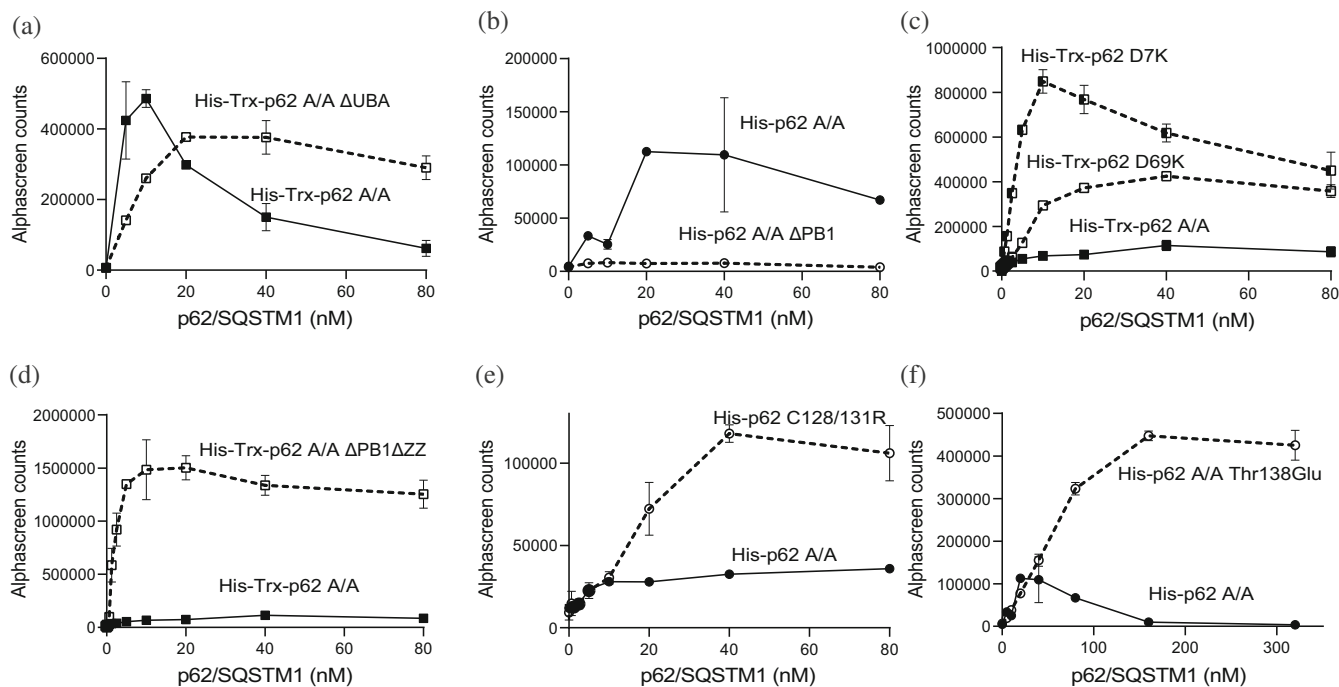 (a)
600000
400000
200000
0
Alphascreen counts
His-Trx-p62 A/A ΔUBA
His-Trx-p62 A/A
0 20 40 60 80
p62/SQSTM1 (nM)
(b)
200000
150000
100000
50000
0
Alphascreen counts
His-p62 A/A
His-p62 A/A ΔPB1
0 20 40 60 80
p62/SQSTM1 (nM)
(c)
1000000
800000
600000
400000
200000
0
Alphascreen counts
His-Trx-p62 D7K
His-Trx-p62 D69K
His-Trx-p62 A/A
0 20 40 60 80
p62/SQSTM1 (nM)
(d)
2000000
1500000
1000000
500000
0
Alphascreen counts
His-Trx-p62 A/A ΔPB1ΔZZ
His-Trx-p62 A/A
0 20 40 60 80
p62/SQSTM1 (nM)
(e)
100000
50000
0
Alphascreen counts
His-p62 C128/131R
His-p62 A/A
0 20 40 60 80
p62/SQSTM1 (nM)
(f)
500000
400000
300000
200000
100000
0
Alphascreen counts
His-p62 A/A Thr138Glu
His-p62 A/A
0 100 200 300
p62/SQSTM1 (nM)